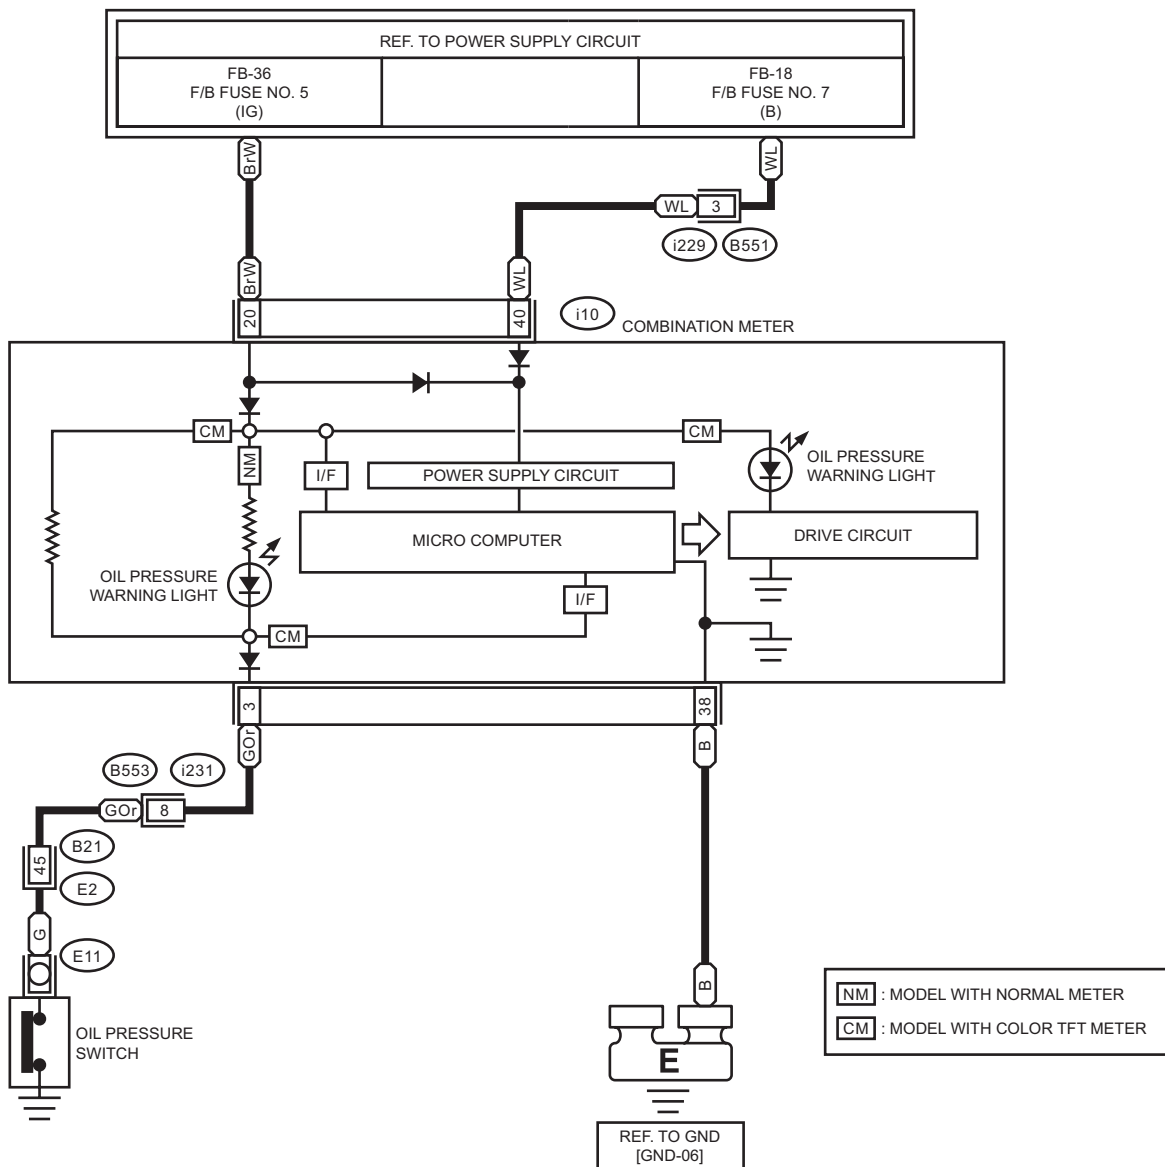 REF. TO POWER SUPPLY CIRCUIT
FB-36
F/B FUSE NO. 5
(IG)
FB-18
F/B FUSE NO. 7
(B)
BrW
WL
WL
3
i229
B551
BrW
WL
20
40
i10
COMBINATION METER
CM
CM
NM
I/F
POWER SUPPLY CIRCUIT
OIL PRESSURE
WARNING LIGHT
MICRO COMPUTER
DRIVE CIRCUIT
OIL PRESSURE
WARNING LIGHT
I/F
CM
3
38
GOr
B
B553
i231
GOr
8
B21
45
E2
G
E11
B
OIL PRESSURE
SWITCH
E
NM : MODEL WITH NORMAL METER
CM : MODEL WITH COLOR TFT METER
REF. TO GND
[GND-06]